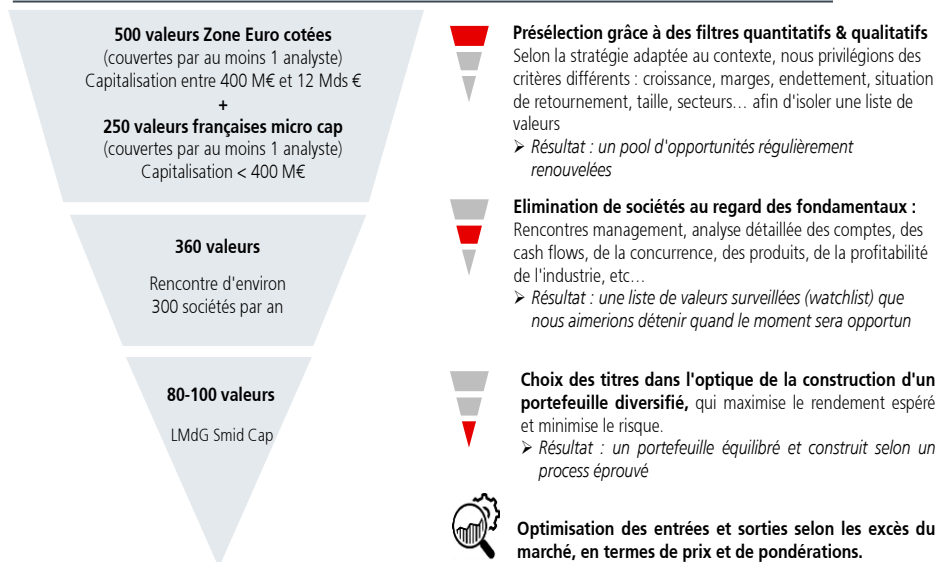 500 valeurs Zone Euro cotées
(couvertes par au moins 1 analyste)
Capitalisation entre 400 M€ et 12 Mds €
+
250 valeurs françaises micro cap
(couvertes par au moins 1 analyste)
Capitalisation < 400 M€
Présélection grâce à des filtres quantitatifs & qualitatifs
Selon la stratégie adaptée au contexte, nous privilégions des
critères différents : croissance, marges, endettement, situation
de retournement, taille, secteurs… afin d'isoler une liste de
valeurs
➢ Résultat : un pool d'opportunités régulièrement
renouvelées
360 valeurs
Rencontre d'environ
300 sociétés par an
Elimination de sociétés au regard des fondamentaux :
Rencontres management, analyse détaillée des comptes, des
cash flows, de la concurrence, des produits, de la profitabilité
de l'industrie, etc…
➢ Résultat : une liste de valeurs surveillées (watchlist) que
nous aimerions détenir quand le moment sera opportun
80-100 valeurs
LMdG Smid Cap
Choix des titres dans l'optique de la construction d'un
portefeuille diversifié, qui maximise le rendement espéré
et minimise le risque.
➢ Résultat : un portefeuille équilibré et construit selon un
process éprouvé
Optimisation des entrées et sorties selon les excès du
marché, en termes de prix et de pondérations.